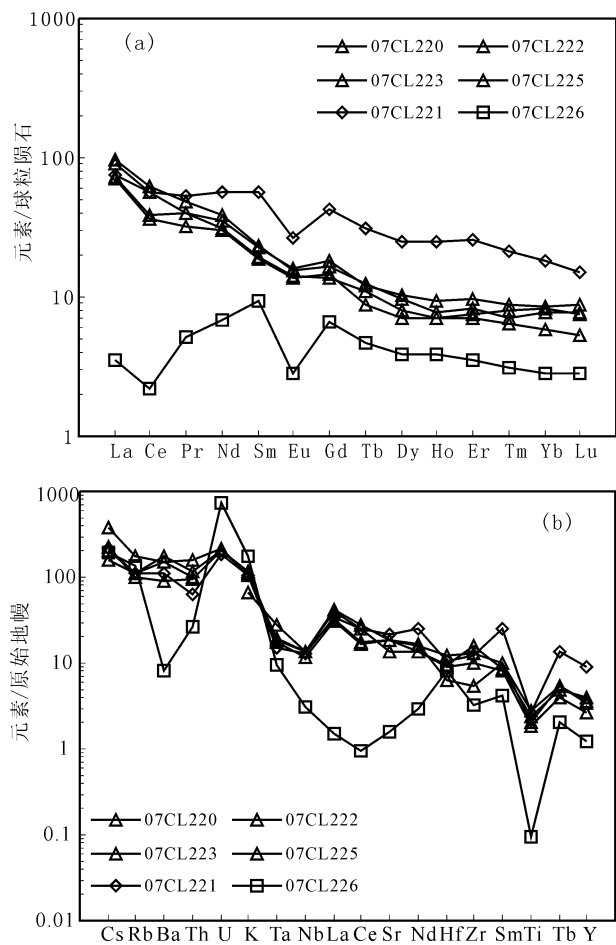 1000
(a)
07CL220 07CL222
07CL223 07CL225
07CL221 07CL226
100
10
1
元素/球粒陨石
La Ce Pr Nd Sm Eu Gd Tb Dy Ho Er Tm Yb Lu
1000
(b)
100
10
1
0.1
0.01
元素/原始地幔
07CL220 07CL222
07CL223 07CL225
07CL221 07CL226
Cs Rb Ba Th U K Ta Nb La Ce Sr Nd Hf Zr Sm Ti Tb Y